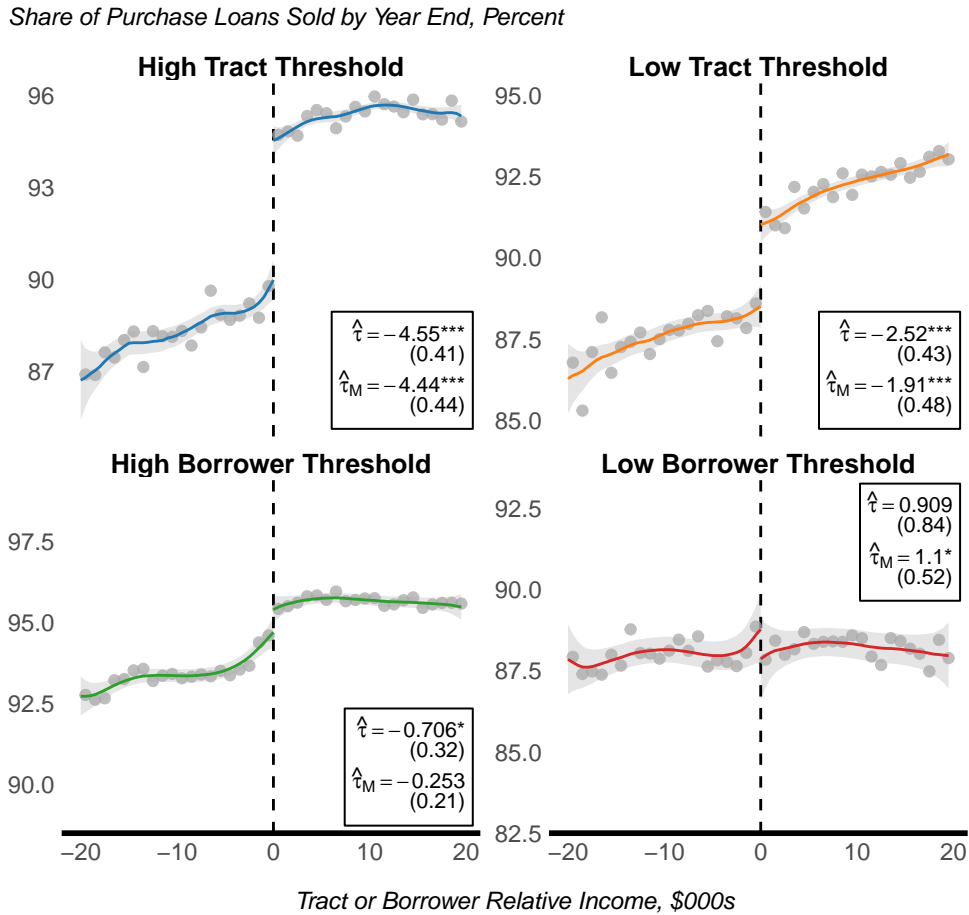 Share of Purchase Loans Sold by Year End, Percent
High Tract Threshold
Low Tract Threshold
96
93
90
87
95.0
92.5
90.0
87.5
85.0
τ̂ = −4.55***
(0.41)
τ̂M = −4.44***
(0.44)
τ̂ = −2.52***
(0.43)
τ̂M = −1.91***
(0.48)
High Borrower Threshold
Low Borrower Threshold
97.5
95.0
92.5
90.0
92.5
90.0
87.5
85.0
82.5
τ̂ = −0.706*
(0.32)
τ̂M = −0.253
(0.21)
τ̂ = 0.909
(0.84)
τ̂M = 1.1*
(0.52)
−20 −10 0 10 20
−20 −10 0 10 20
Tract or Borrower Relative Income, $000s